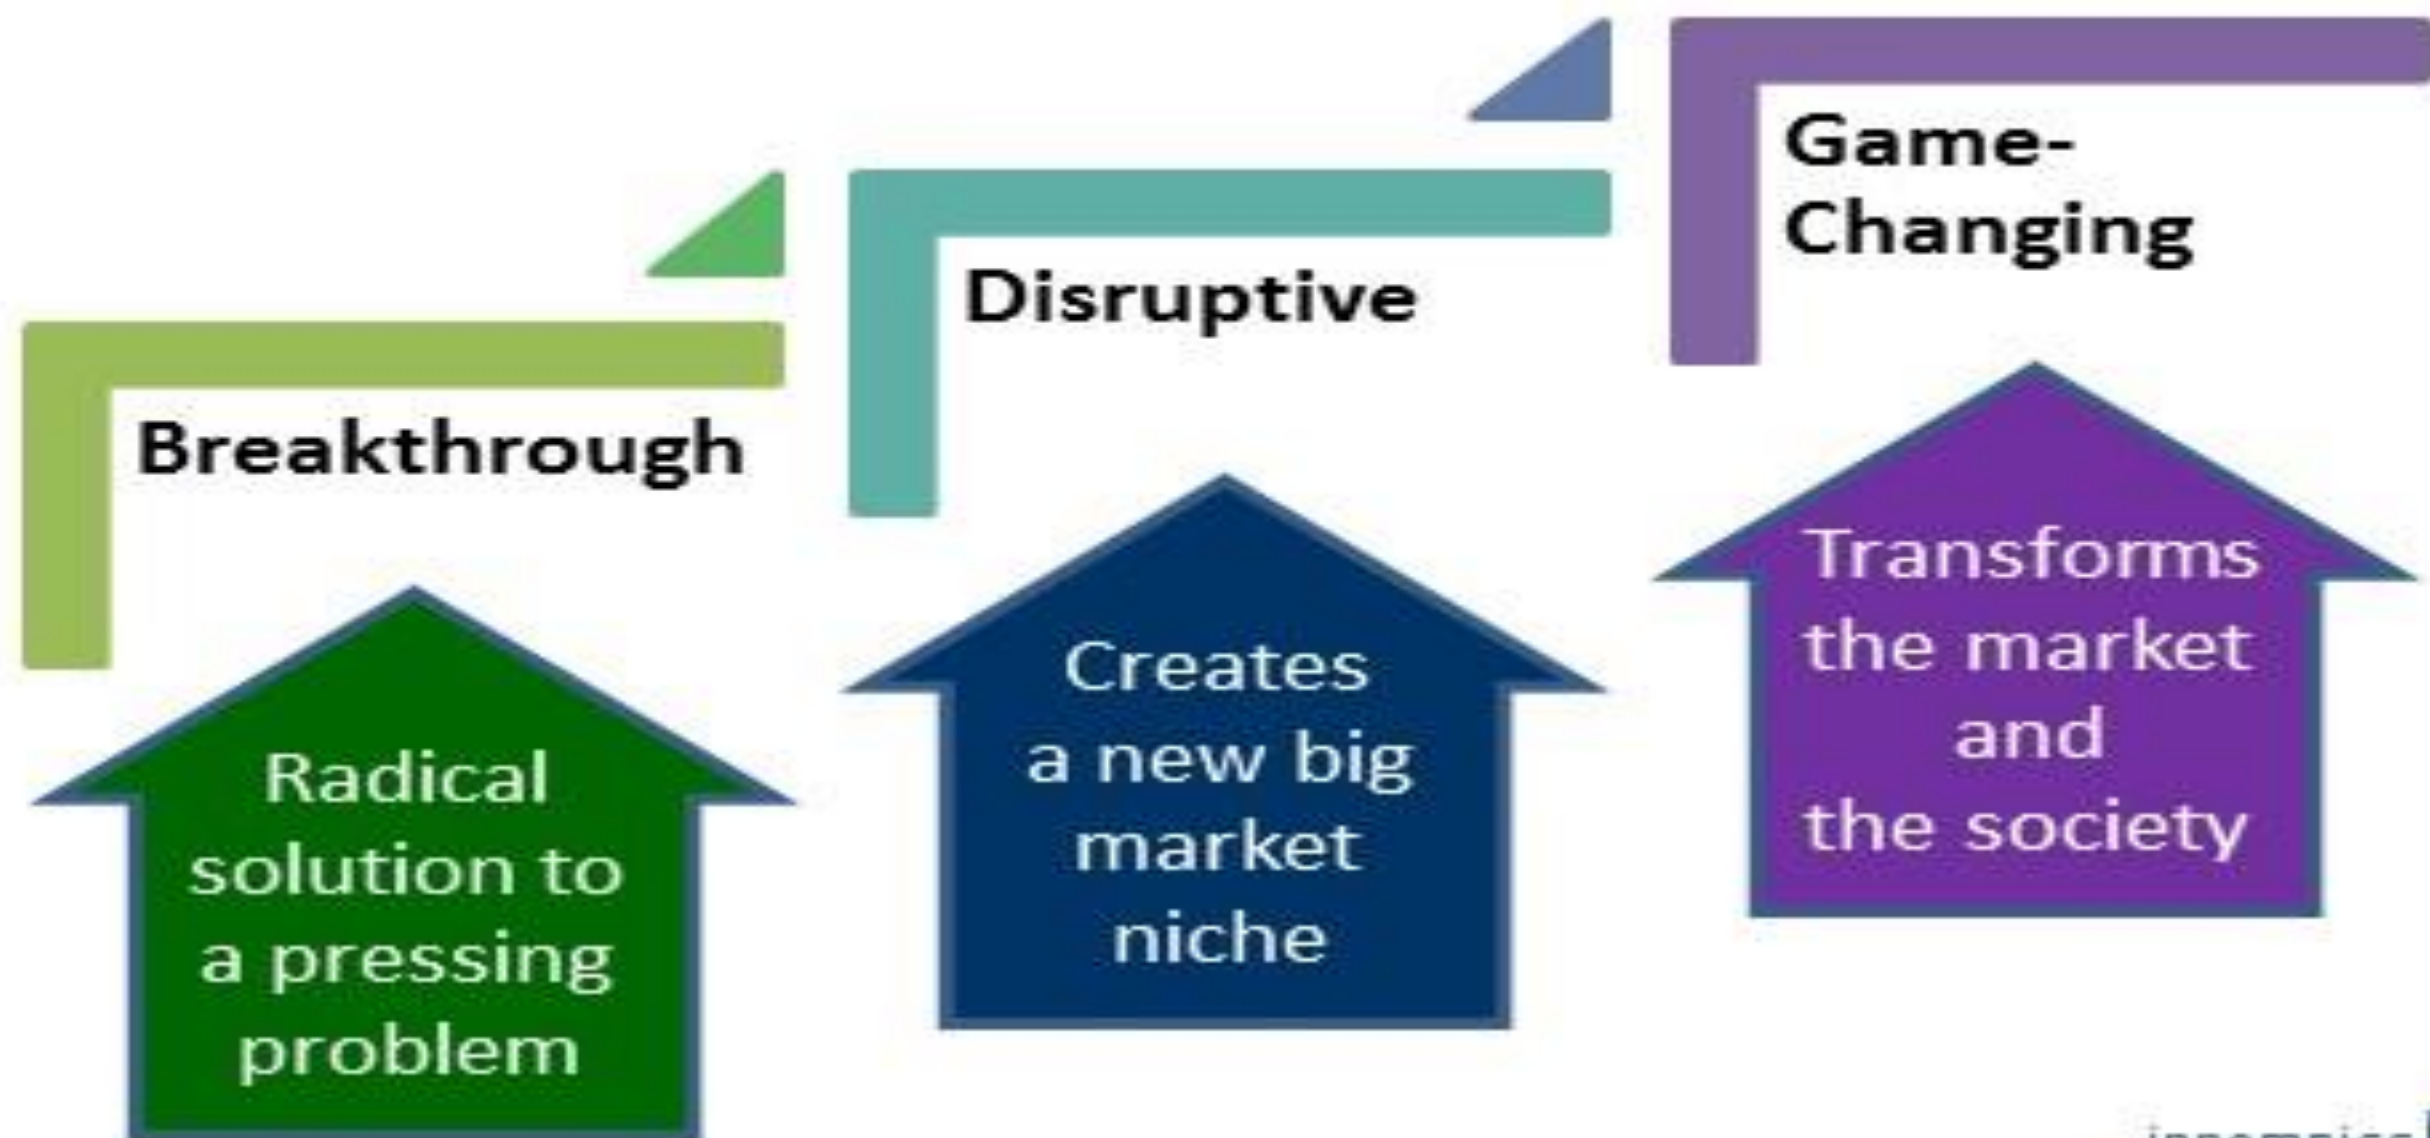 Breakthrough
Radical
solution to
a pressing
problem
Disruptive
Creates
a new big
market
niche
Game-
Changing
Transforms
the market
and
the society